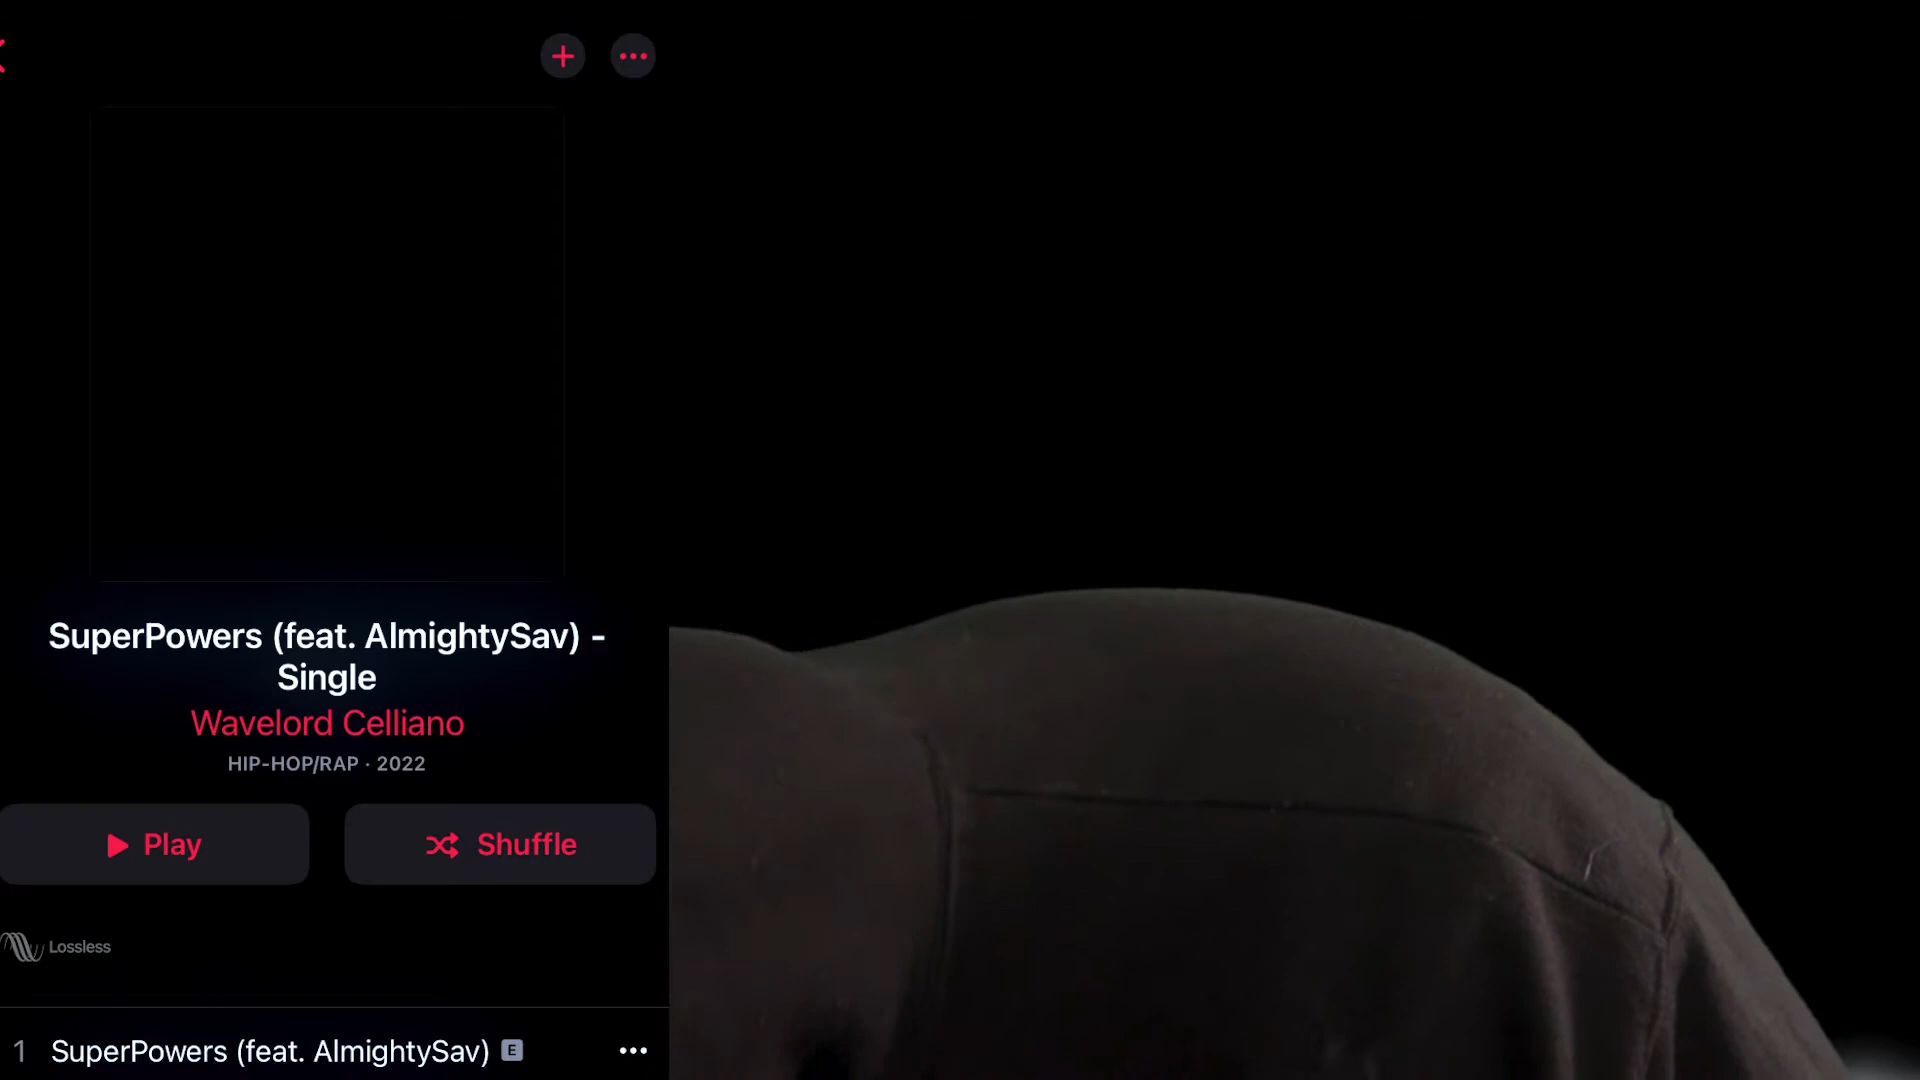 SuperPowers (feat. AlmightySav) -
Single
Wavelord Celliano
HIP-HOP/RAP · 2022
Play
Shuffle
Lossless
1 SuperPowers (feat. AlmightySav) E